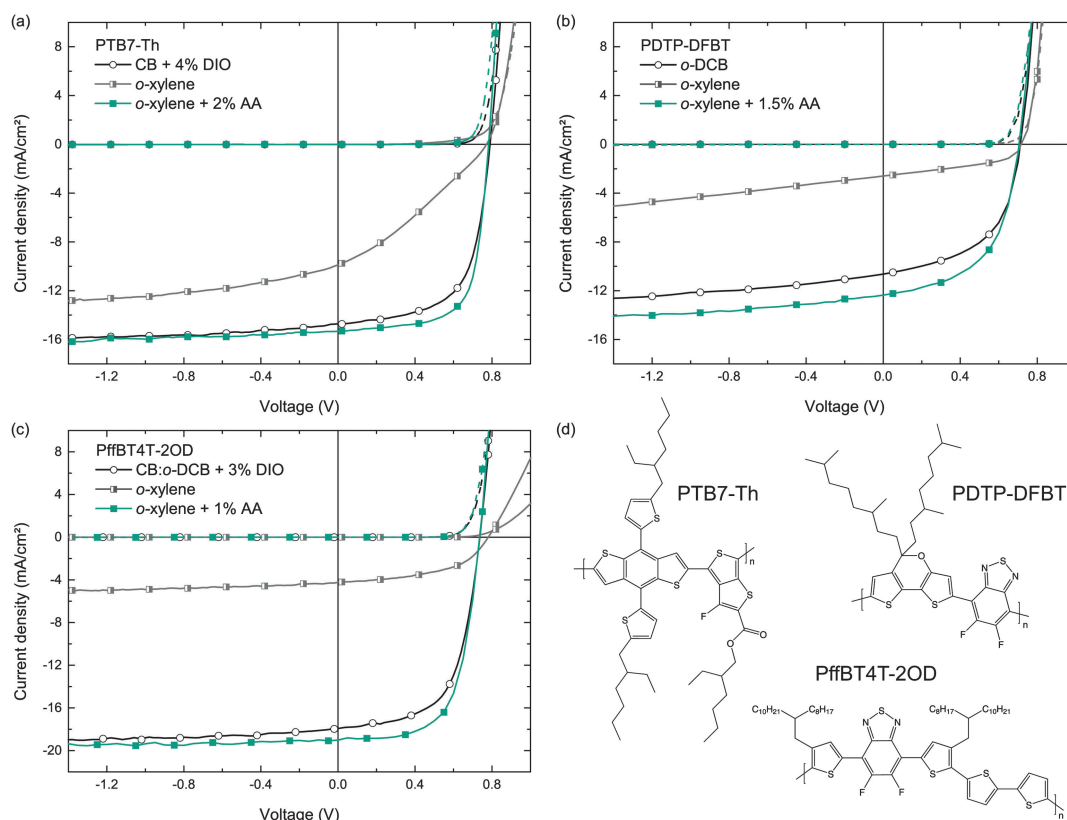 (a)
PTB7-Th
CB + 4% DIO
o-xylene
o-xylene + 2% AA
8
4
0
-4
-8
-12
-16
Current density (mA/cm²)
-1.2
-0.8
-0.4
0.0
0.4
0.8
Voltage (V)
(b)
PDTP-DFBT
o-DCB
o-xylene
o-xylene + 1.5% AA
8
4
0
-4
-8
-12
-16
Current density (mA/cm²)
-1.2
-0.8
-0.4
0.0
0.4
0.8
Voltage (V)
(c)
PffBT4T-2OD
CB:o-DCB + 3% DIO
o-xylene
o-xylene + 1% AA
8
4
0
-4
-8
-12
-16
-20
Current density (mA/cm²)
-1.2
-0.8
-0.4
0.0
0.4
0.8
Voltage (V)
(d)
PTB7-Th
S
S
S
S
S
S
F
O
O
n
PDTP-DFBT
O
S
S
N
S
N
F
F
n
PffBT4T-2OD
C10H21
C8H17
C8H17
C10H21
S
N
S
N
F
F
S
S
S
n